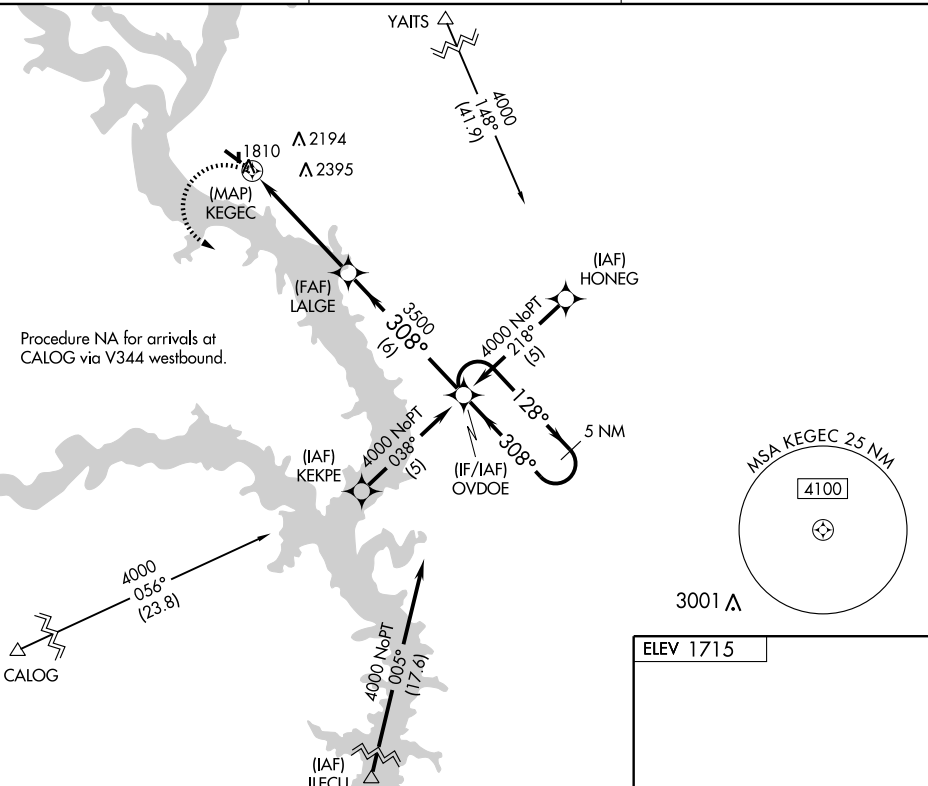 YAITS
4000
148°
(41.9)
2194
1810
2395
(MAP)
KEGEC
(IAF)
HONEG
(FAF)
LALGE
3500
308°
(6)
4000 NoPT
218°
(5)
Procedure NA for arrivals at
CALOG via V344 westbound.
128°
5 NM
308°
4000 NoPT
038°
(5)
(IAF)
KEKPE
(IF/IAF)
OVDOE
MSA KEGEC 25 NM
4100
4000
056°
(23.8)
3001
CALOG
4000 NoPT
005°
(17.6)
ELEV 1715
(IAF)